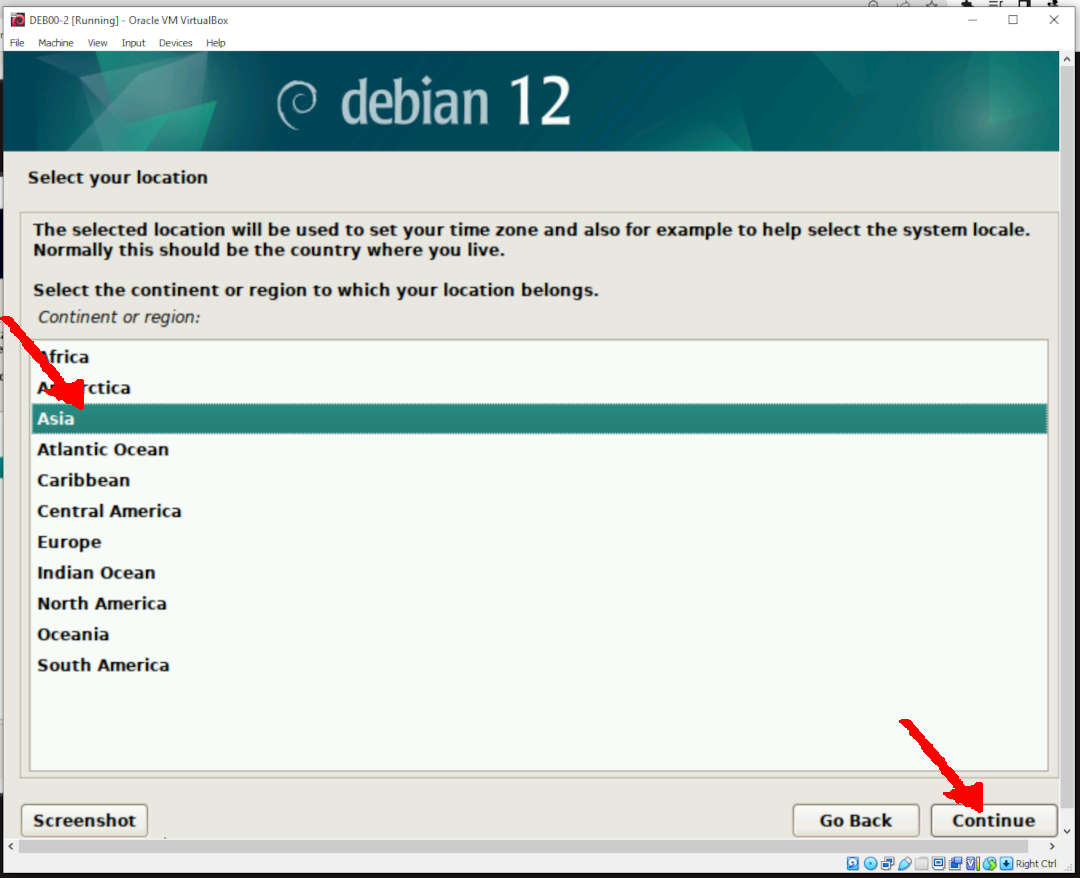 DEB00-2 [Running] - Oracle VM VirtualBox
File Machine View Input Devices Help
debian 12
Select your location
The selected location will be used to set your time zone and also for example to help select the system locale.
Normally this should be the country where you live.
Select the continent or region to which your location belongs.
Continent or region:
Africa
Antarctica
Asia
Atlantic Ocean
Caribbean
Central America
Europe
Indian Ocean
North America
Oceania
South America
Screenshot
Go Back
Continue
Right Ctrl